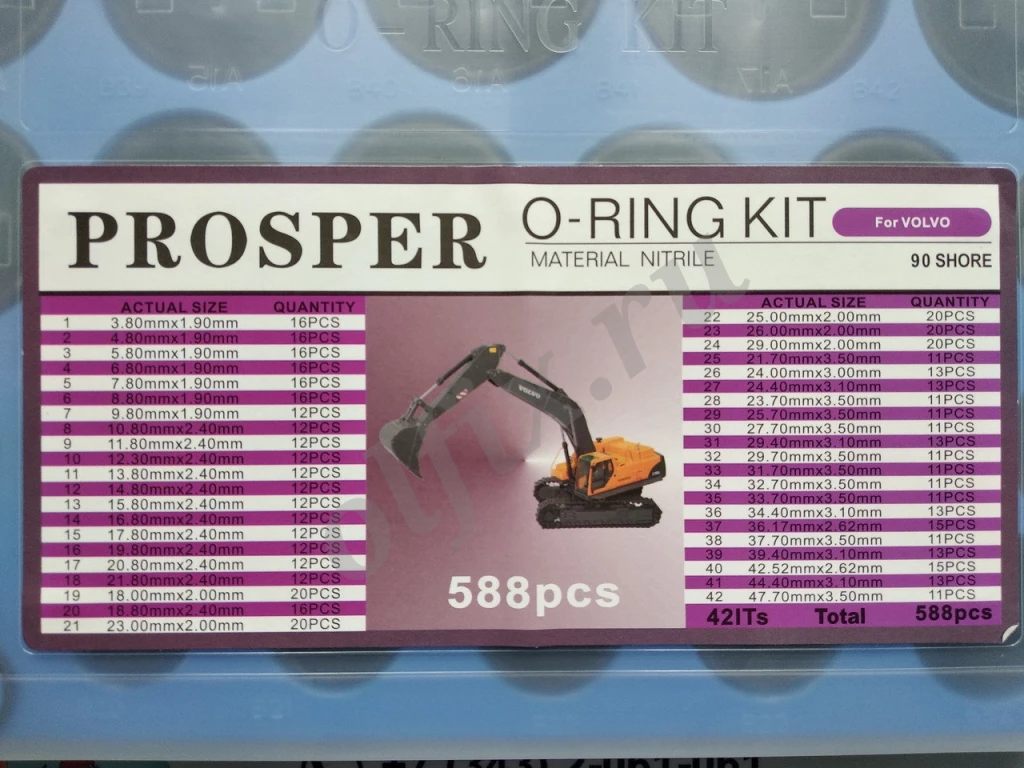 O-RING KIT
A15
A16
A17
PROSPER
O-RING KIT
For VOLVO
MATERIAL NITRILE
90 SHORE
ACTUAL SIZE QUANTITY
1 3.80mmx1.90mm 16PCS
2 4.80mmx1.90mm 16PCS
3 5.80mmx1.90mm 16PCS
4 6.80mmx1.90mm 16PCS
5 7.80mmx1.90mm 16PCS
6 8.80mmx1.90mm 16PCS
7 9.80mmx1.90mm 12PCS
8 10.80mmx2.40mm 12PCS
9 11.80mmx2.40mm 12PCS
10 12.30mmx2.40mm 12PCS
11 13.80mmx2.40mm 12PCS
12 14.80mmx2.40mm 12PCS
13 15.80mmx2.40mm 12PCS
14 16.80mmx2.40mm 12PCS
15 17.80mmx2.40mm 12PCS
16 19.80mmx2.40mm 12PCS
17 20.80mmx2.40mm 12PCS
18 21.80mmx2.40mm 12PCS
19 18.00mmx2.00mm 20PCS
20 18.80mmx2.40mm 16PCS
21 23.00mmx2.00mm 20PCS
VOLVO
588pcs
ACTUAL SIZE QUANTITY
22 25.00mmx2.00mm 20PCS
23 26.00mmx2.00mm 20PCS
24 29.00mmx2.00mm 20PCS
25 21.70mmx3.50mm 11PCS
26 24.00mmx3.00mm 13PCS
27 24.40mmx3.10mm 13PCS
28 23.70mmx3.50mm 11PCS
29 25.70mmx3.50mm 11PCS
30 27.70mmx3.50mm 11PCS
31 29.40mmx3.10mm 13PCS
32 29.70mmx3.50mm 11PCS
33 31.70mmx3.50mm 11PCS
34 32.70mmx3.50mm 11PCS
35 33.70mmx3.50mm 11PCS
36 34.40mmx3.10mm 13PCS
37 36.17mmx2.62mm 15PCS
38 37.70mmx3.50mm 11PCS
39 39.40mmx3.10mm 13PCS
40 42.52mmx2.62mm 15PCS
41 44.40mmx3.10mm 13PCS
42 47.70mmx3.50mm 11PCS
42ITs Total 588pcs
olfix.ru